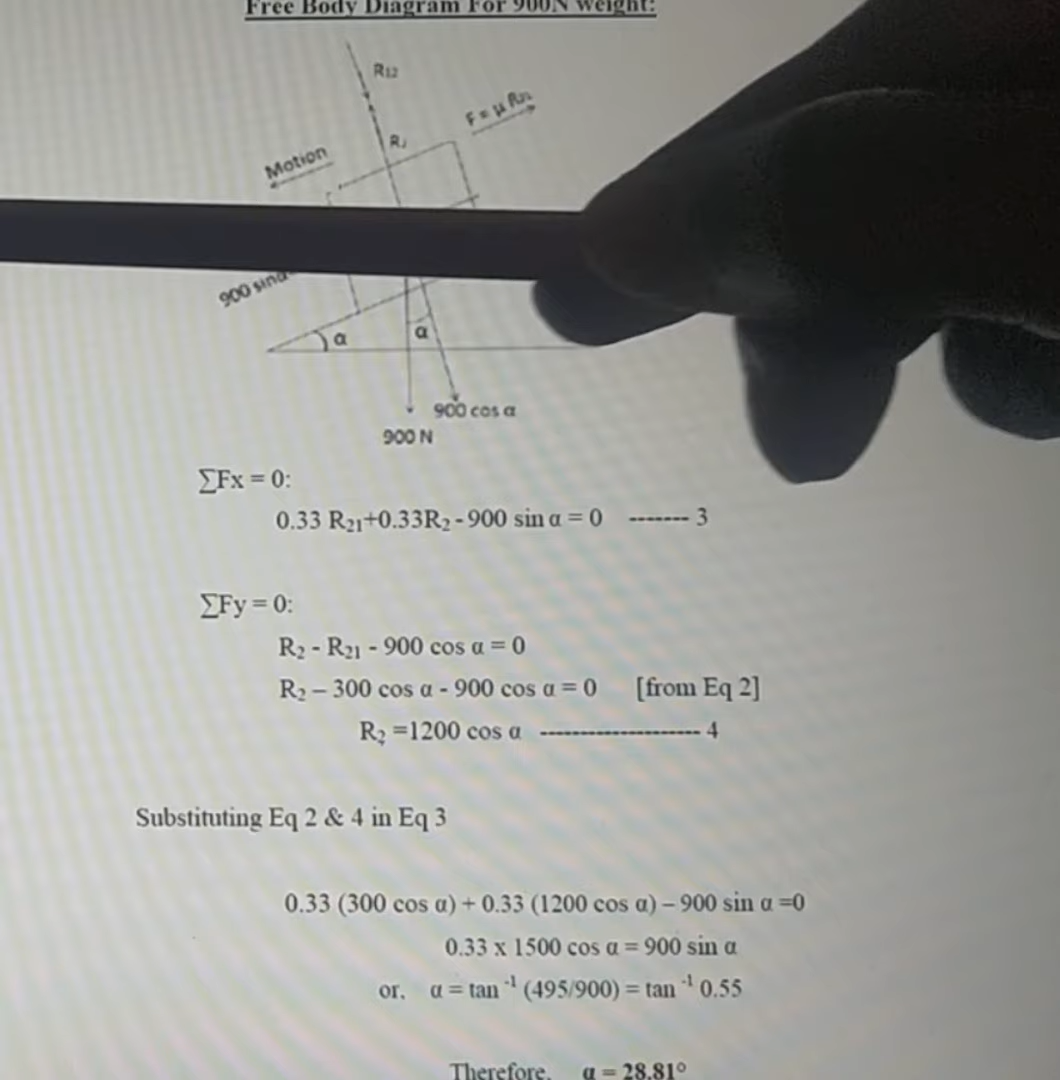 Free Body Diagram For 900N weight:
R12
F = μ R21
Motion
900 sinα
α
α
900 cos α
900 N
∑Fx = 0:
0.33 R21+0.33R2 - 900 sin α = 0 ------- 3
∑Fy = 0:
R2 - R21 - 900 cos α = 0
R2 – 300 cos α - 900 cos α = 0 [from Eq 2]
R2 =1200 cos α -------------------- 4
Substituting Eq 2 & 4 in Eq 3
0.33 (300 cos α) + 0.33 (1200 cos α) – 900 sin α =0
0.33 x 1500 cos α = 900 sin α
or, α = tan -1 (495/900) = tan -1 0.55
Therefore, α = 28.81°